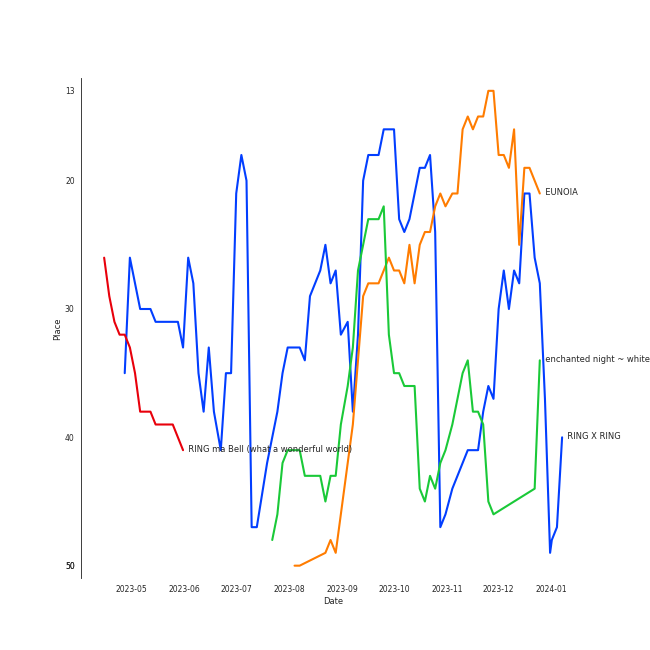 13
20
EUNOIA
30
Place
enchanted night ~ white
40
RING X RING
RING ma Bell (what a wonderful world)
50
2023-05 2023-06 2023-07 2023-08 2023-09 2023-10 2023-11 2023-12 2024-01
Date